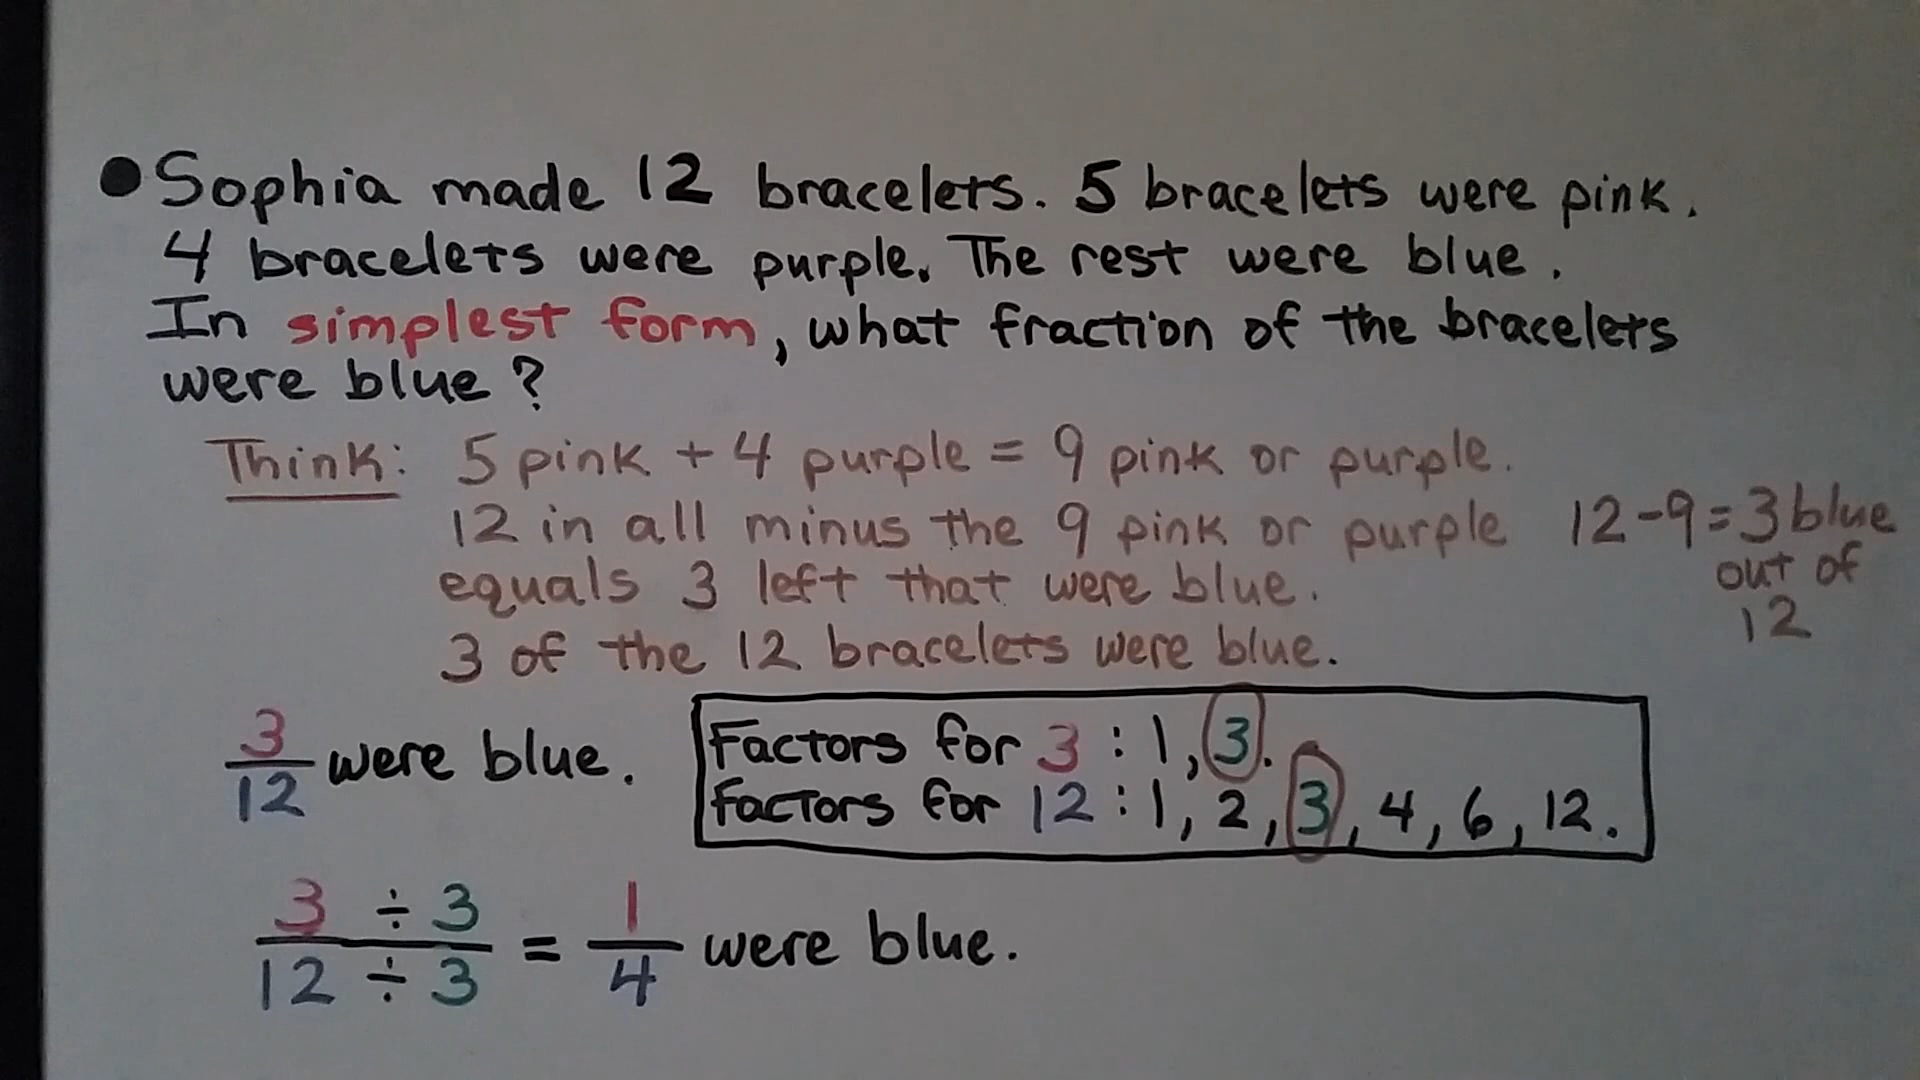 ● Sophia made 12 bracelets. 5 bracelets were pink.
4 bracelets were purple. The rest were blue.
In simplest form, what fraction of the bracelets
were blue?
Think: 5 pink + 4 purple = 9 pink or purple.
12 in all minus the 9 pink or purple
equals 3 left that were blue.
3 of the 12 bracelets were blue.
12 - 9 = 3 blue
out of
12
3/12 were blue.
Factors for 3 : 1, 3.
Factors for 12 : 1, 2, 3, 4, 6, 12.
3 ÷ 3 / 12 ÷ 3 = 1/4 were blue.